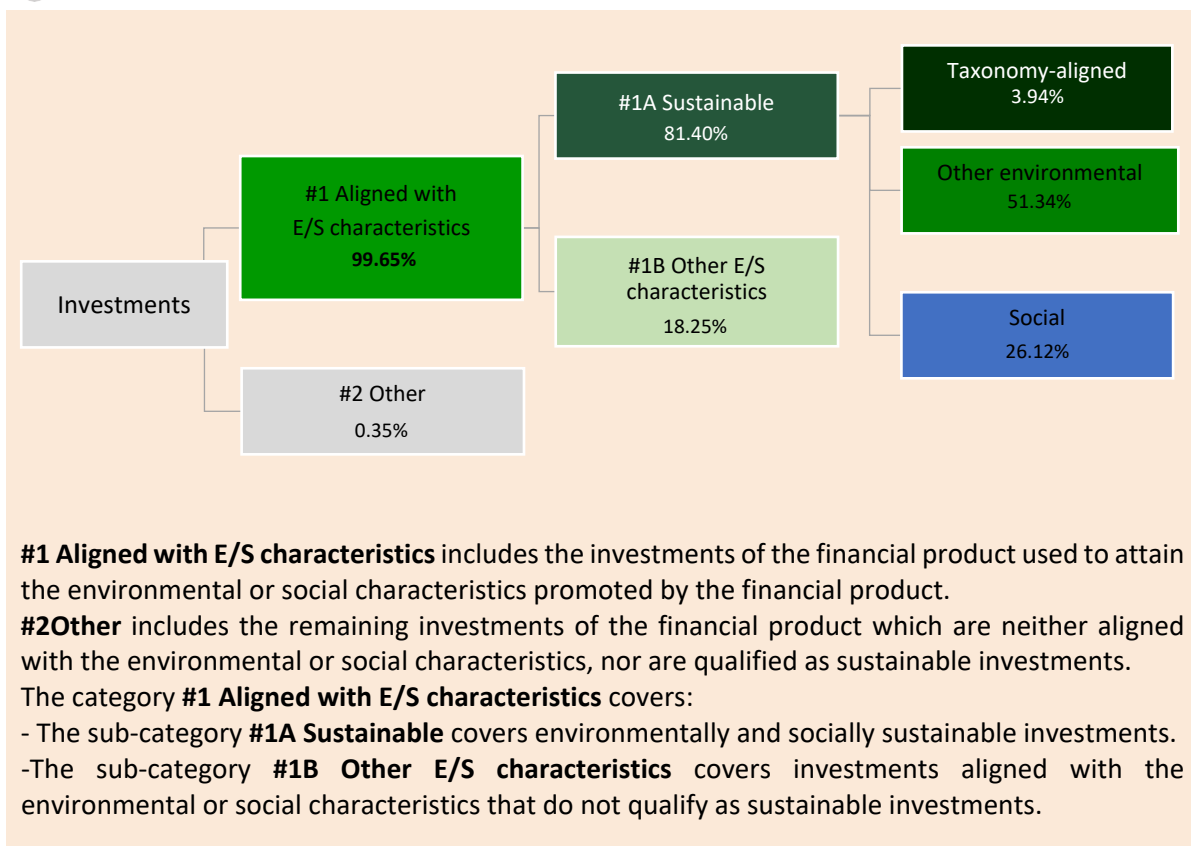 Investments
#1 Aligned with
E/S characteristics
99.65%
#2 Other
0.35%
#1A Sustainable
81.40%
#1B Other E/S
characteristics
18.25%
Taxonomy-aligned
3.94%
Other environmental
51.34%
Social
26.12%
#1 Aligned with E/S characteristics includes the investments of the financial product used to attain
the environmental or social characteristics promoted by the financial product.
#2Other includes the remaining investments of the financial product which are neither aligned
with the environmental or social characteristics, nor are qualified as sustainable investments.
The category #1 Aligned with E/S characteristics covers:
- The sub-category #1A Sustainable covers environmentally and socially sustainable investments.
-The sub-category #1B Other E/S characteristics covers investments aligned with the
environmental or social characteristics that do not qualify as sustainable investments.